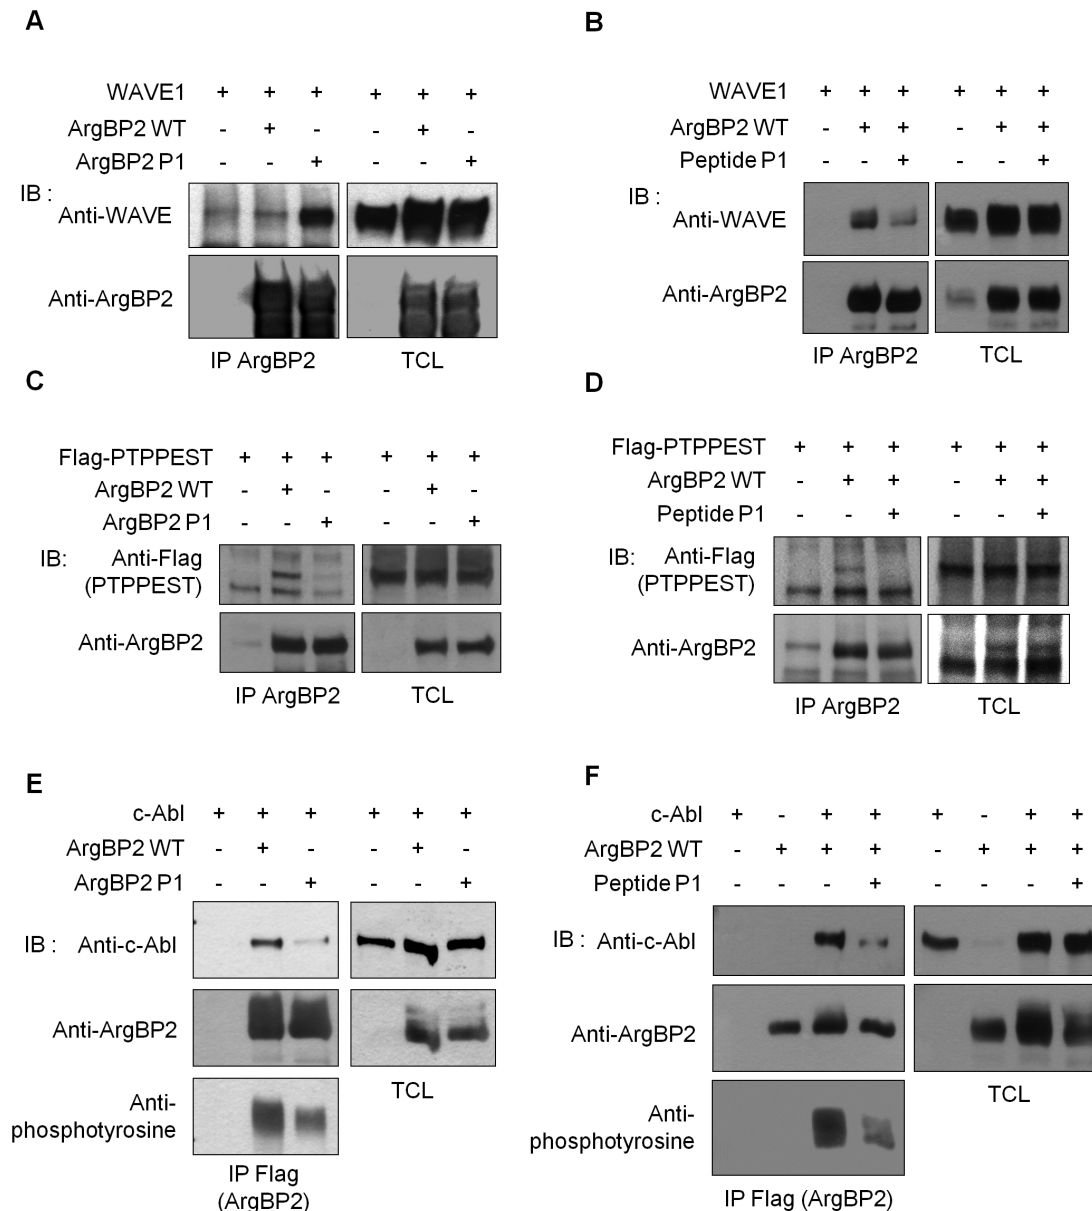 A
WAVE1 + + + + + +
ArgBP2 WT - + - - + -
ArgBP2 P1 - - + - - +
IB :
Anti-WAVE
Anti-ArgBP2
IP ArgBP2 TCL
B
WAVE1 + + + + + +
ArgBP2 WT - + + - + +
Peptide P1 - - + - - +
IB :
Anti-WAVE
Anti-ArgBP2
IP ArgBP2 TCL
C
Flag-PTPPEST + + + + + +
ArgBP2 WT - + - - + -
ArgBP2 P1 - - + - - +
IB: Anti-Flag
(PTPPEST)
Anti-ArgBP2
IP ArgBP2 TCL
D
Flag-PTPPEST + + + + + +
ArgBP2 WT - + + - + +
Peptide P1 - - + - - +
IB: Anti-Flag
(PTPPEST)
Anti-ArgBP2
IP ArgBP2 TCL
E
c-Abl + + + + + +
ArgBP2 WT - + - - + -
ArgBP2 P1 - - + - - +
IB : Anti-c-Abl
Anti-ArgBP2
TCL
Anti-
phosphotyrosine
IP Flag
(ArgBP2)
F
c-Abl + - + + + - + +
ArgBP2 WT - + + + - + + +
Peptide P1 - - - + - - - +
IB : Anti-c-Abl
Anti-ArgBP2
TCL
Anti-
phosphotyrosine
IP Flag (ArgBP2)